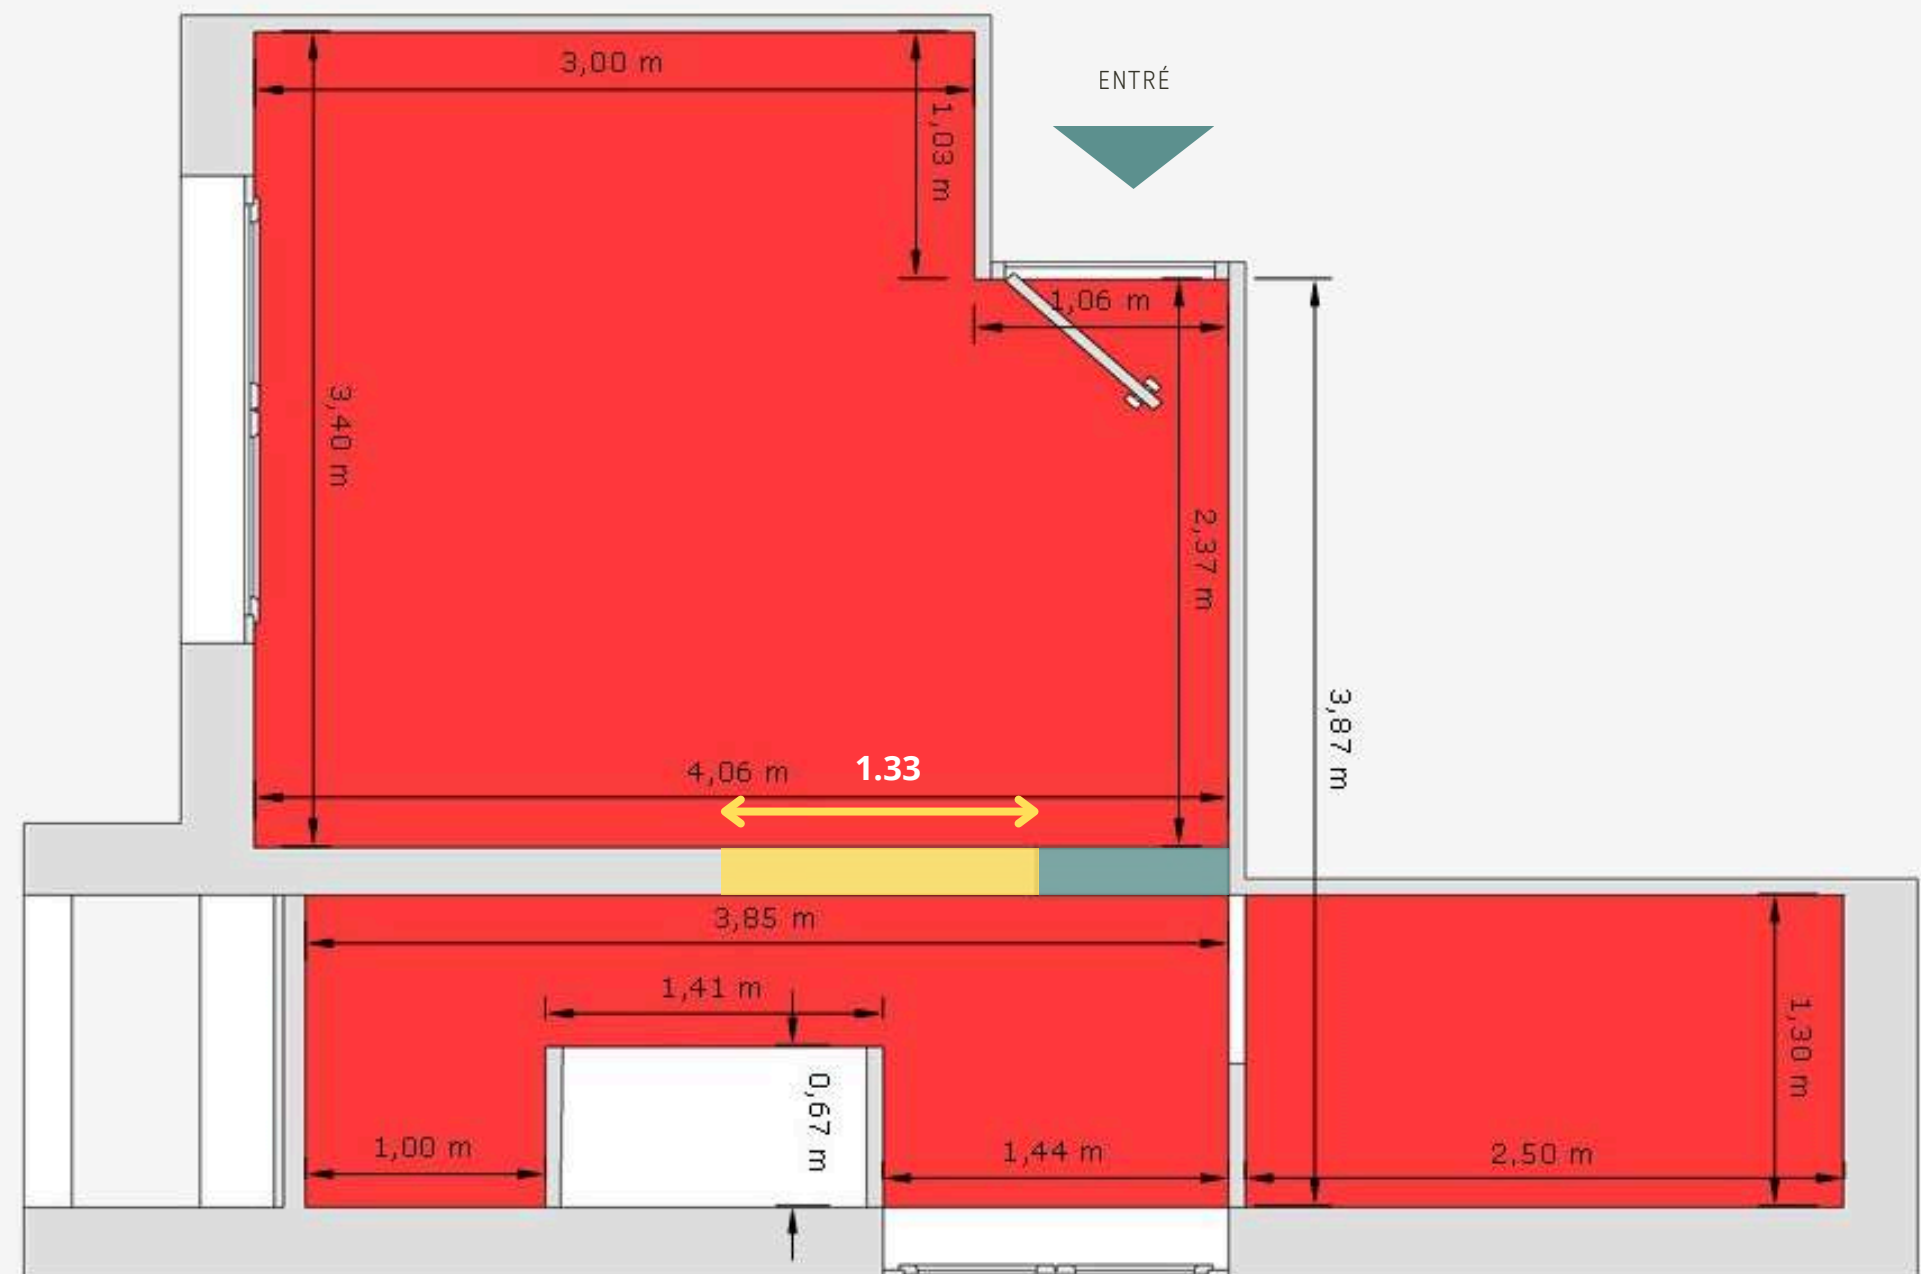 3,00 m
ENTRÉ
1,03 m
1,06 m
3,40 m
2,37 m
3,87 m
1.33
4,06 m
3,85 m
1,41 m
0,67 m
1,30 m
1,00 m
1,44 m
2,50 m